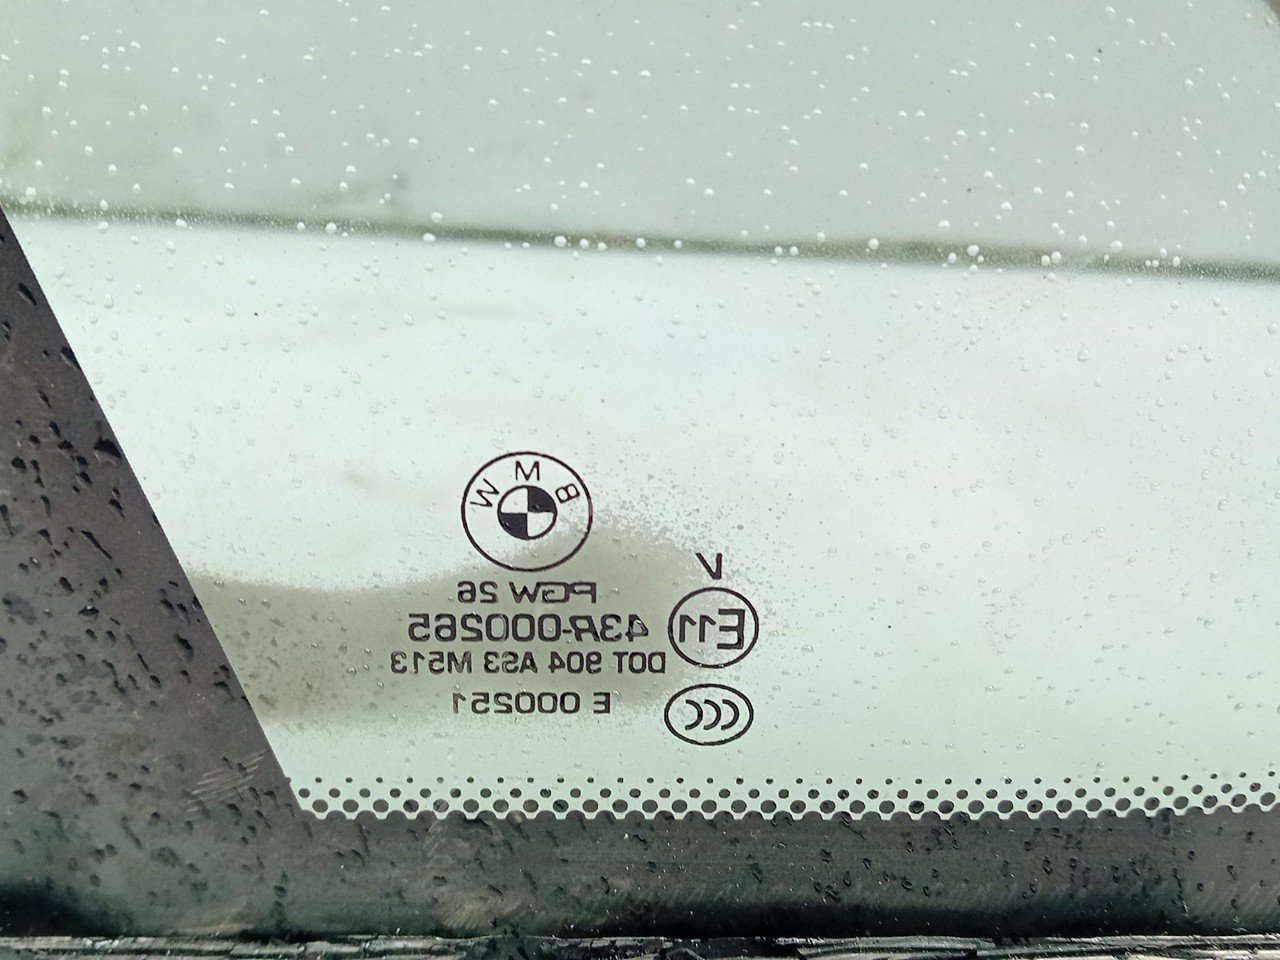 BMW
V
PGW 26
E11 43R-000265
DOT 904 AS3 M513
CCC E 000251